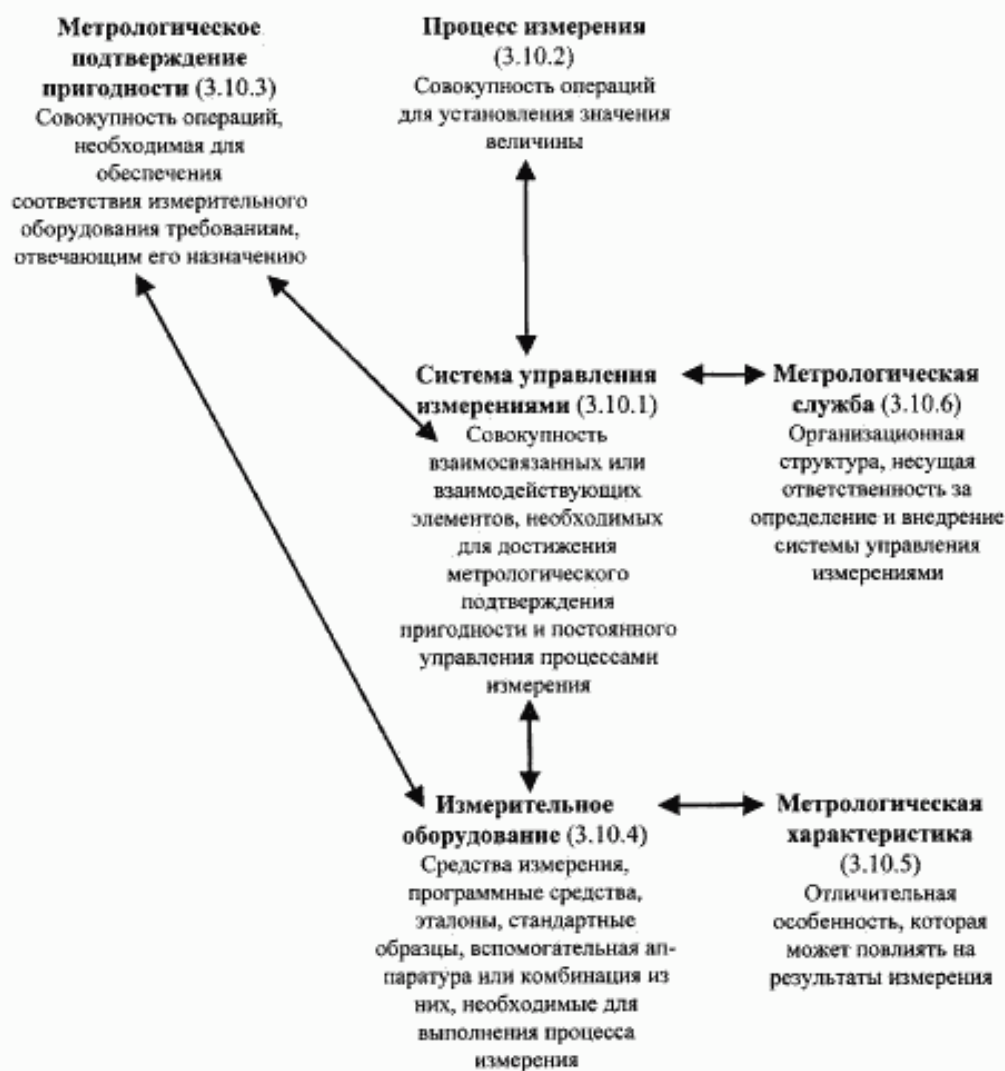 Метрологическое
подтверждение
пригодности (3.10.3)
Совокупность операций,
необходимая для
обеспечения
соответствия измерительного
оборудования требованиям,
отвечающим его назначению
Процесс измерения
(3.10.2)
Совокупность операций
для установления значения
величины
Система управления
измерениями (3.10.1)
Совокупность
взаимосвязанных или
взаимодействующих
элементов, необходимых
для достижения
метрологического
подтверждения
пригодности и постоянного
управления процессами
измерения
Метрологическая
служба (3.10.6)
Организационная
структура, несущая
ответственность за
определение и внедрение
системы управления
измерениями
Измерительное
оборудование (3.10.4)
Средства измерения,
программные средства,
эталоны, стандартные
образцы, вспомогательная ап-
паратура или комбинация из
них, необходимые для
выполнения процесса
измерения
Метрологическая
характеристика
(3.10.5)
Отличительная
особенность, которая
может повлиять на
результаты измерения